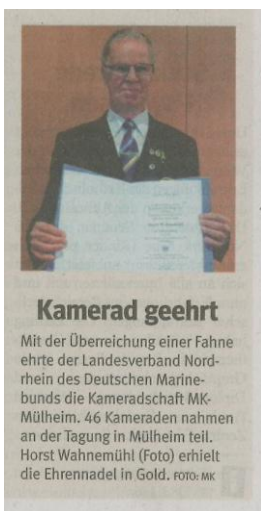 Kamerad geehrt
Mit der Überreichung einer Fahne
ehrte der Landesverband Nord-
rhein des Deutschen Marine-
bunds die Kameradschaft MK-
Mülheim. 46 Kameraden nahmen
an der Tagung in Mülheim teil.
Horst Wahnemühl (Foto) erhielt
die Ehrennadel in Gold. FOTO: MK